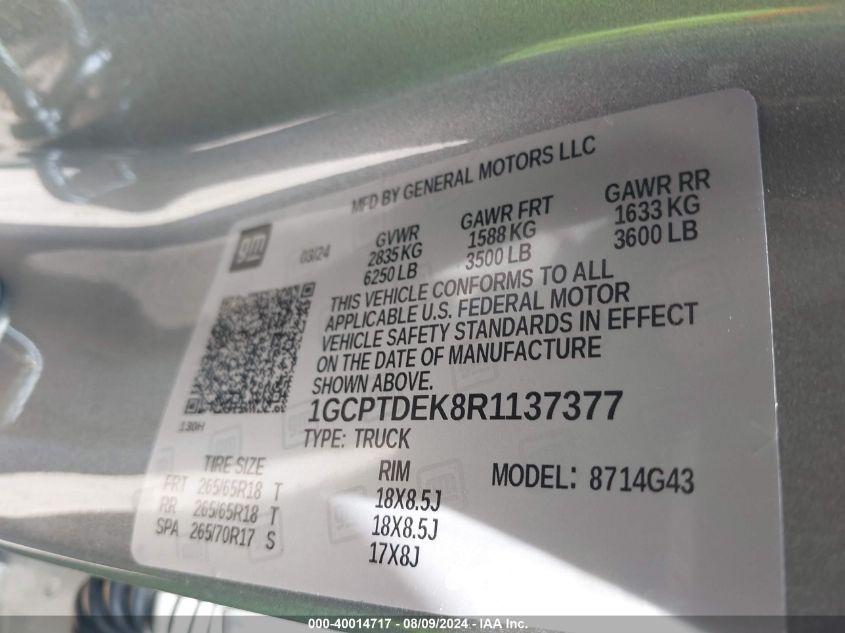 MFD BY GENERAL MOTORS LLC
gm
03/24
GVWR
2835 KG
6250 LB
GAWR FRT
1588 KG
3500 LB
GAWR RR
1633 KG
3600 LB
THIS VEHICLE CONFORMS TO ALL
APPLICABLE U.S. FEDERAL MOTOR
VEHICLE SAFETY STANDARDS IN EFFECT
ON THE DATE OF MANUFACTURE
SHOWN ABOVE.
130H
1GCPTDEK8R1137377
TYPE: TRUCK
TIRE SIZE
RIM
MODEL: 8714G43
FRT 265/65R18 T 18X8.5J
RR 265/65R18 T 18X8.5J
SPA 265/70R17 S 17X8J
000-40014717 - 08/09/2024 - IAA Inc.